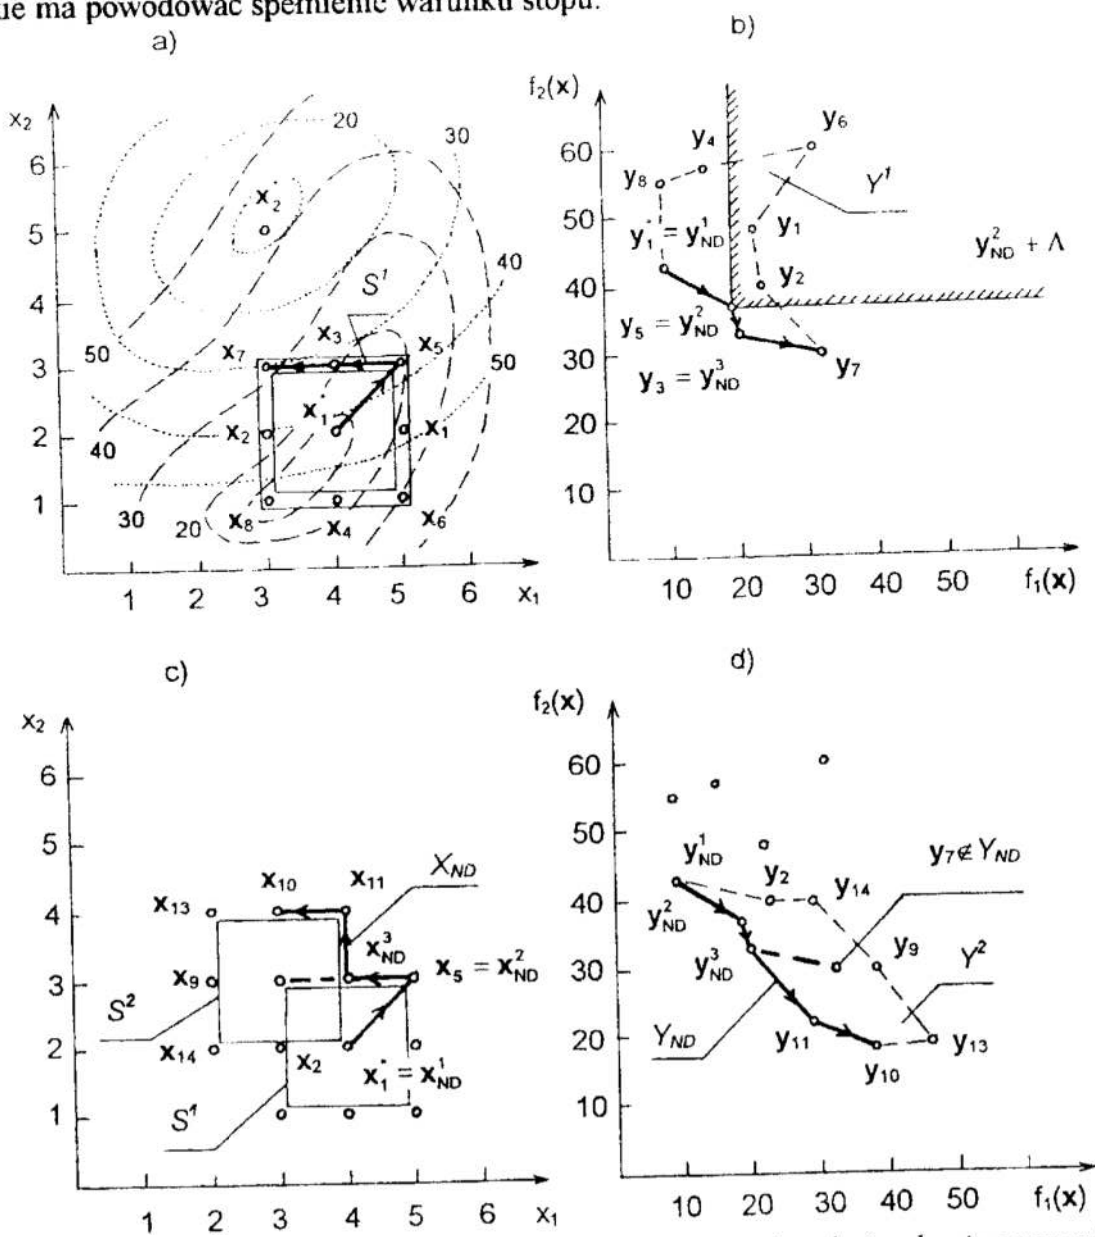 ie ma powodować spełnienie warunku stopu.
a)
b)
x₂
6
5
4
3
2
1
1 2 3 4 5 6 x₁
20
30
40
50
50
40
30
20
x₂*
S¹
x₇
x₃
x₅
x₁*
x₂
x₁
x₈
x₄
x₆
f₂(x)
60
50
40
30
20
10
10 20 30 40 50 f₁(x)
y₆
y₄
y₈
Y¹
y₁* = y¹ND
y₁
y²ND + Λ
y₂
y₅ = y²ND
y₃ = y³ND
y₇
c)
d)
x₂
6
5
4
3
2
1
1 2 3 4 5 6 x₁
x₁₀
x₁₁
XND
x₁₃
x³ND
x₉
x₅ = x²ND
S²
x₁₄
x₂
x₁* = x¹ND
S¹
f₂(x)
60
50
40
30
20
10
10 20 30 40 50 f₁(x)
y¹ND
y₂
y₁₄
y₇∉YND
y²ND
y³ND
y₉
Y²
YND
y₁₁
y₁₀
y₁₃